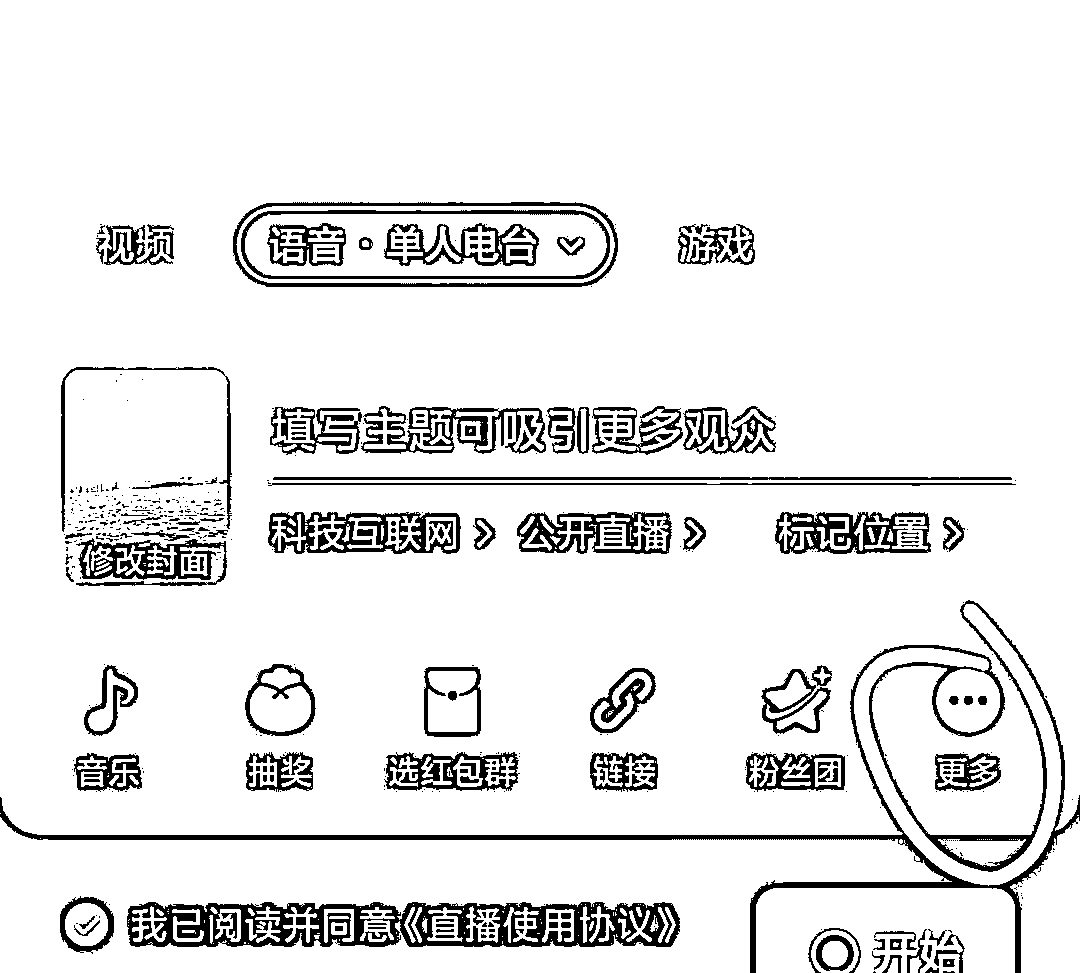 视频 语音·单人电台 游戏
填写主题可吸引更多观众
科技互联网 公开直播 标记位置
修改封面
音乐 抽奖 选红包群 链接 粉丝团 更多
我已阅读并同意《直播使用协议》
开始